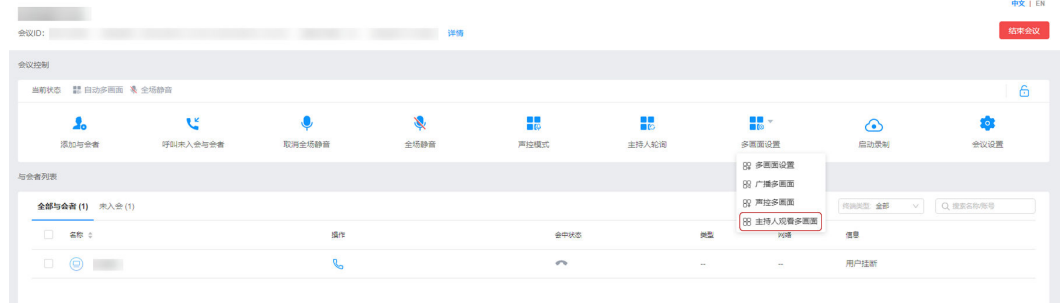 中文 | EN
会议ID:
详情
结束会议
会议控制
当前状态 自动多画面 全场静音
添加与会者 呼叫未入会与会者 取消全场静音 全场静音 声控模式 主持人轮询 多画面设置 启动录制 会议设置
多画面设置
广播多画面
声控多画面
主持人观看多画面
与会者列表
全部与会者 (1) 未入会 (1)
终端类型: 全部 搜索名称/账号
名称 操作 会中状态 类型 网络 信息
-- -- 用户挂断